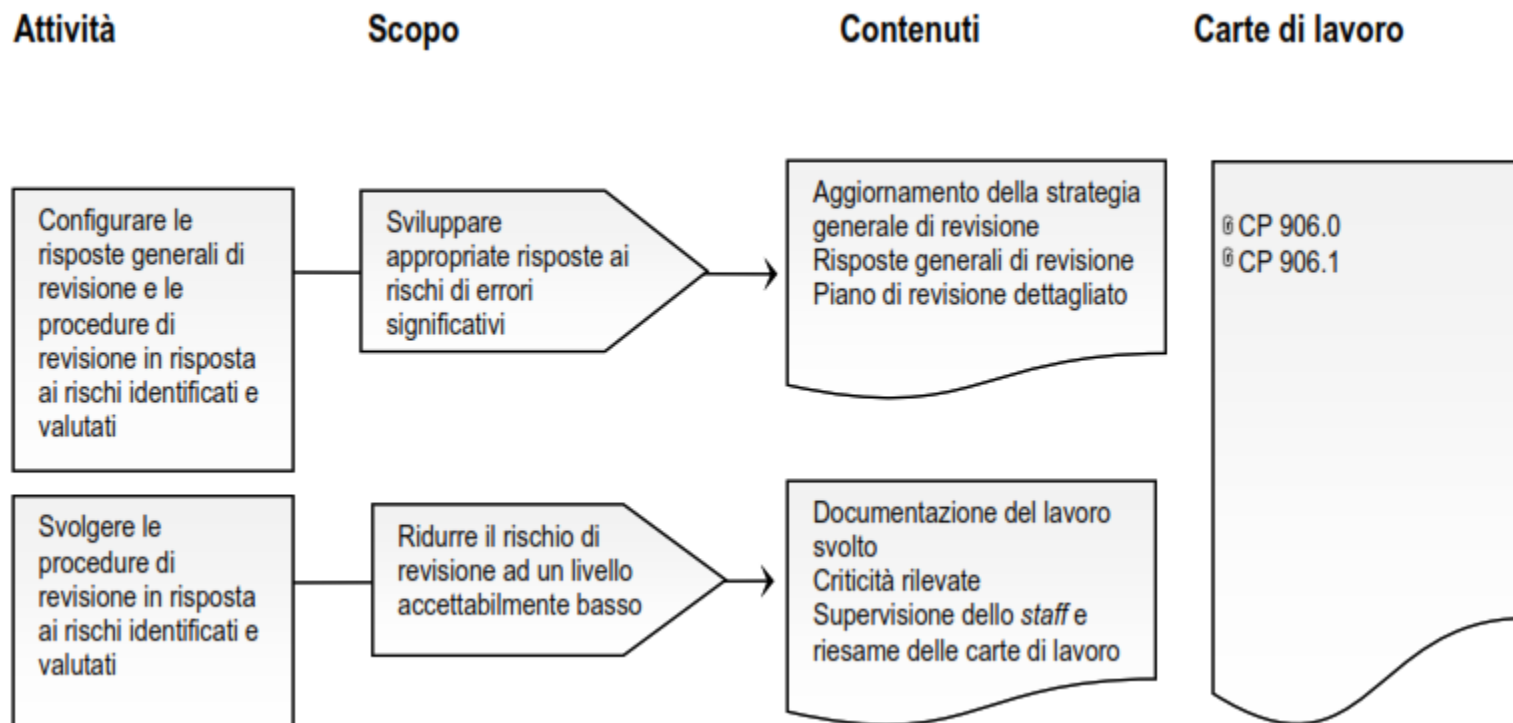 Attività
Scopo
Contenuti
Carte di lavoro
Configurare le
risposte generali di
revisione e le
procedure di
revisione in risposta
ai rischi identificati e
valutati
Sviluppare
appropriate risposte ai
rischi di errori
significativi
Aggiornamento della strategia
generale di revisione
Risposte generali di revisione
Piano di revisione dettagliato
CP 906.0
CP 906.1
Svolgere le
procedure di
revisione in risposta
ai rischi identificati e
valutati
Ridurre il rischio di
revisione ad un livello
accettabilmente basso
Documentazione del lavoro
svolto
Criticità rilevate
Supervisione dello staff e
riesame delle carte di lavoro